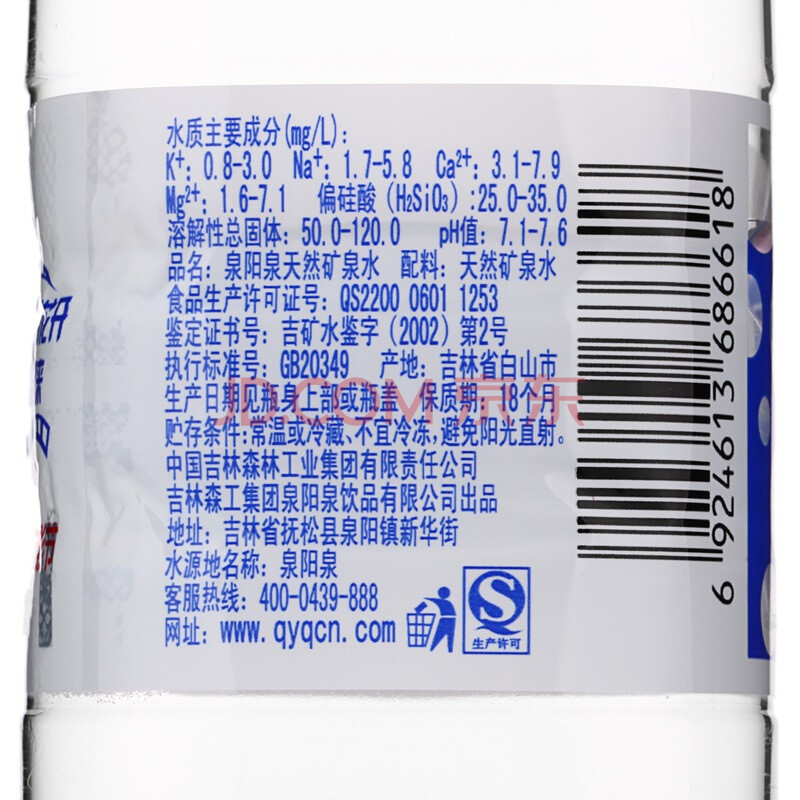 水质主要成分(mg/L):
K⁺: 0.8-3.0 Na⁺: 1.7-5.8 Ca²⁺: 3.1-7.9
Mg²⁺: 1.6-7.1 偏硅酸 (H₂SiO₃):25.0-35.0
溶解性总固体: 50.0-120.0 pH值: 7.1-7.6
品名: 泉阳泉天然矿泉水 配料: 天然矿泉水
食品生产许可证号: QS2200 0601 1253
鉴定证书号: 吉矿水鉴字 (2002) 第2号
执行标准号: GB20349 产地: 吉林省白山市
生产日期见瓶身上部或瓶盖 保质期: 18个月
JD.COM 京东
贮存条件:常温或冷藏、不宜冷冻,避免阳光直射。
中国吉林森林工业集团有限责任公司
吉林森工集团泉阳泉饮品有限公司出品
地址: 吉林省抚松县泉阳镇新华街
水源地名称: 泉阳泉
客服热线: 400-0439-888
网址: www.qyqcn.com
生产许可
6924613686618